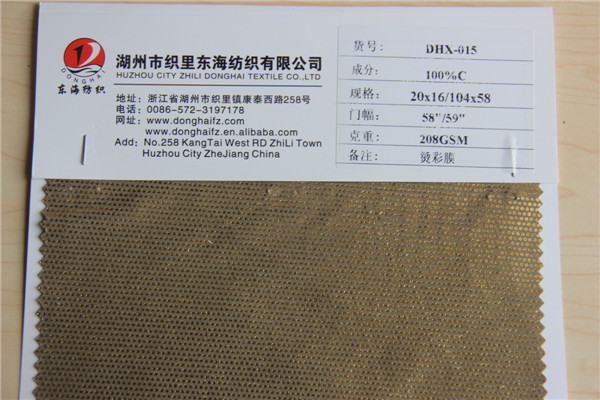 DONGHAI
东海纺织
湖州市织里东海纺织有限公司
HUZHOU CITY ZHILI DONGHAI TEXTILE CO.,LTD
地址：浙江省湖州市织里镇康泰西路258号
电话：0086-572-3197178
网址：www.donghaifz.com
www.donghaifz.en.alibaba.com
Add: No.258 KangTai West RD ZhiLi Town
Huzhou City ZheJiang China
货号： DHX-015
成分： 100%C
规格： 20x16/104x58
门幅： 58"/59"
克重： 208GSM
备注： 烫彩膜